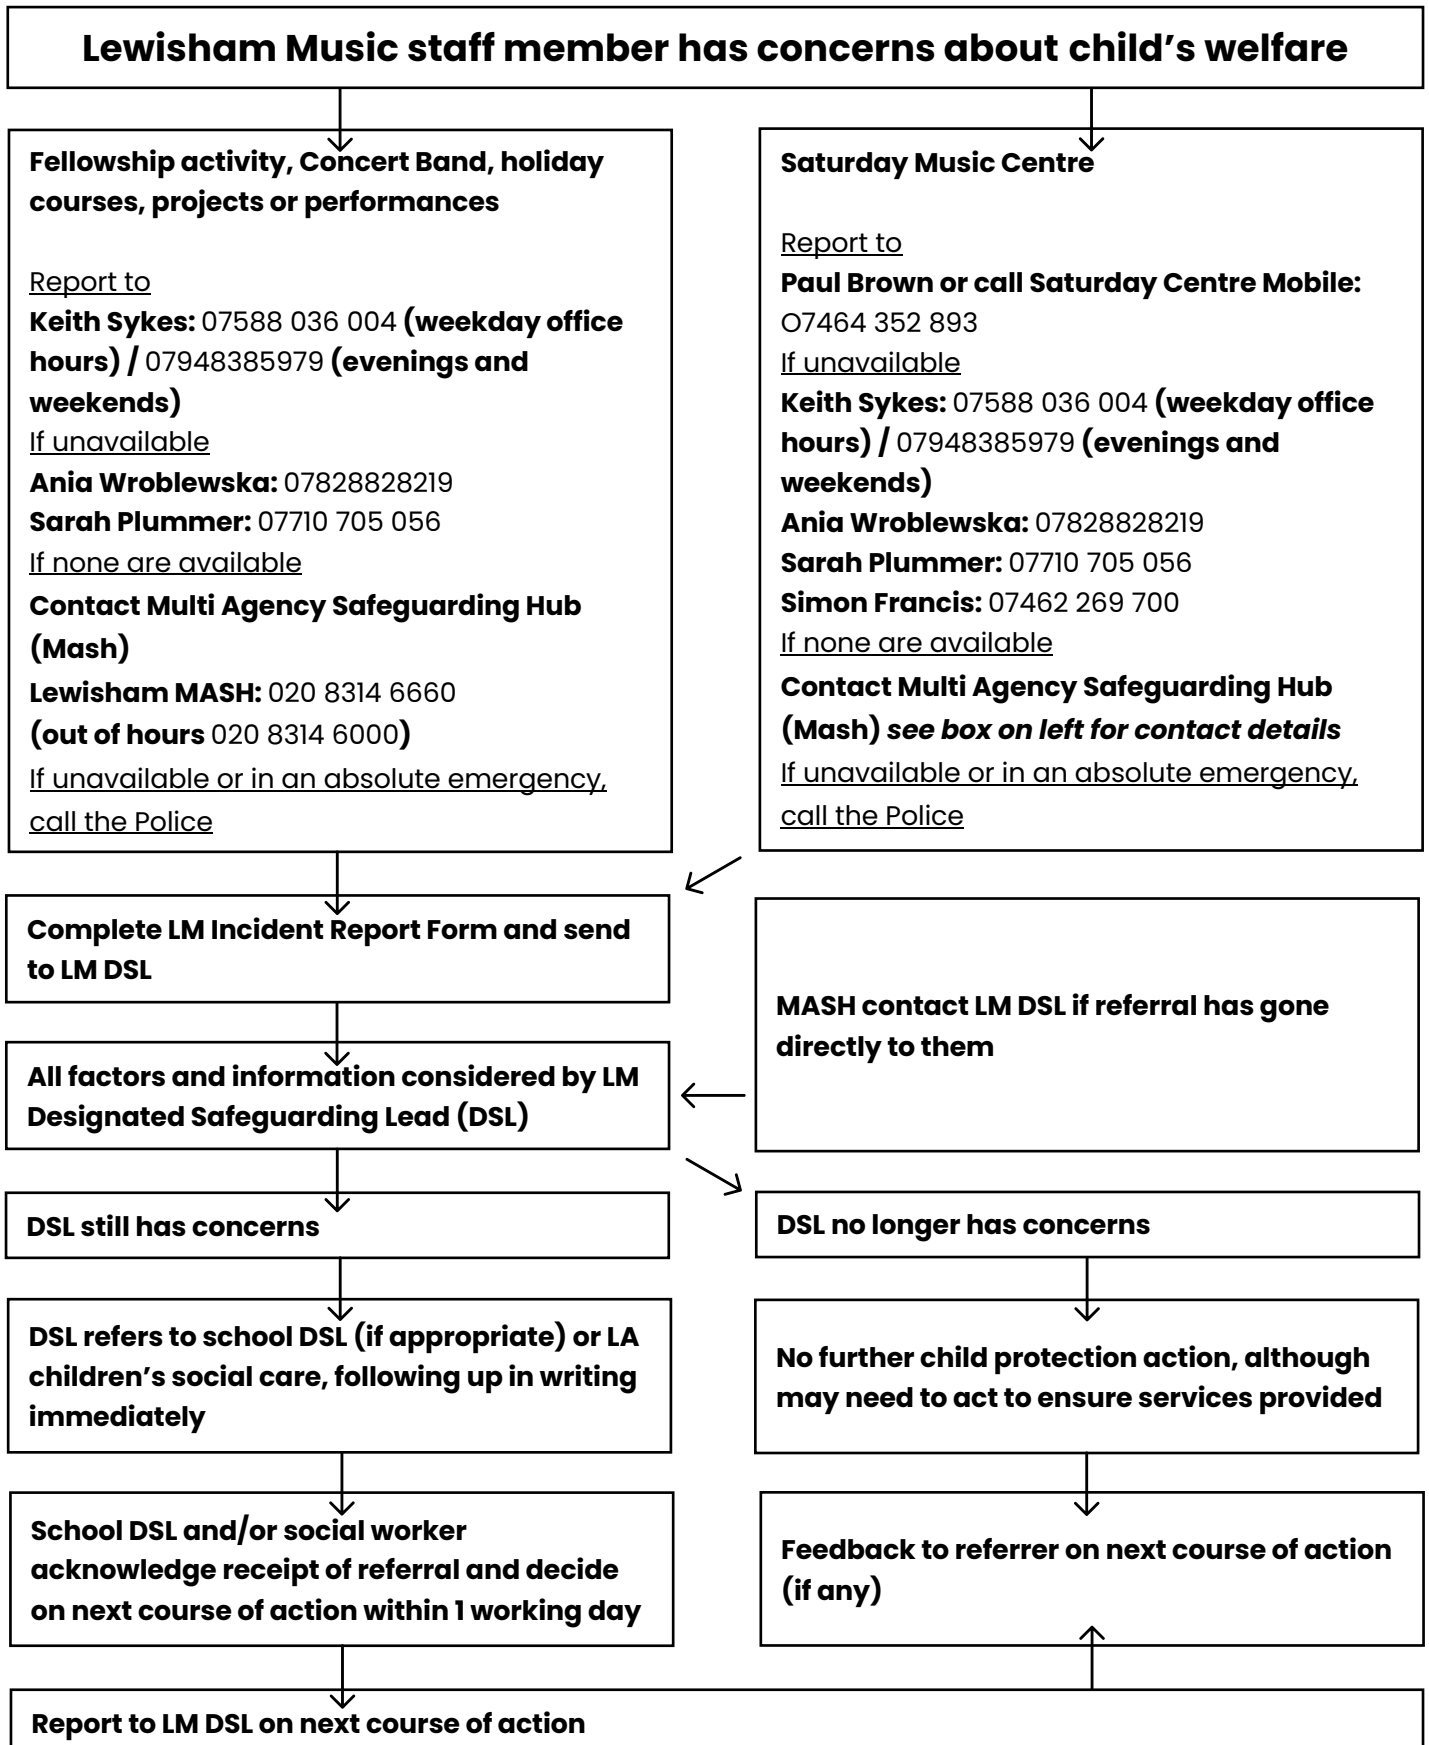 Lewisham Music staff member has concerns about child’s welfare
Fellowship activity, Concert Band, holiday
courses, projects or performances
Report to
Keith Sykes: 07588 036 004 (weekday office
hours) / 07948385979 (evenings and
weekends)
If unavailable
Ania Wroblewska: 07828828219
Sarah Plummer: 07710 705 056
If none are available
Contact Multi Agency Safeguarding Hub
(Mash)
Lewisham MASH: 020 8314 6660
(out of hours 020 8314 6000)
If unavailable or in an absolute emergency,
call the Police
Saturday Music Centre
Report to
Paul Brown or call Saturday Centre Mobile:
O7464 352 893
If unavailable
Keith Sykes: 07588 036 004 (weekday office
hours) / 07948385979 (evenings and
weekends)
Ania Wroblewska: 07828828219
Sarah Plummer: 07710 705 056
Simon Francis: 07462 269 700
If none are available
Contact Multi Agency Safeguarding Hub
(Mash) see box on left for contact details
If unavailable or in an absolute emergency,
call the Police
Complete LM Incident Report Form and send
to LM DSL
MASH contact LM DSL if referral has gone
directly to them
All factors and information considered by LM
Designated Safeguarding Lead (DSL)
DSL still has concerns
DSL no longer has concerns
DSL refers to school DSL (if appropriate) or LA
children’s social care, following up in writing
immediately
No further child protection action, although
may need to act to ensure services provided
School DSL and/or social worker
acknowledge receipt of referral and decide
on next course of action within 1 working day
Feedback to referrer on next course of action
(if any)
Report to LM DSL on next course of action